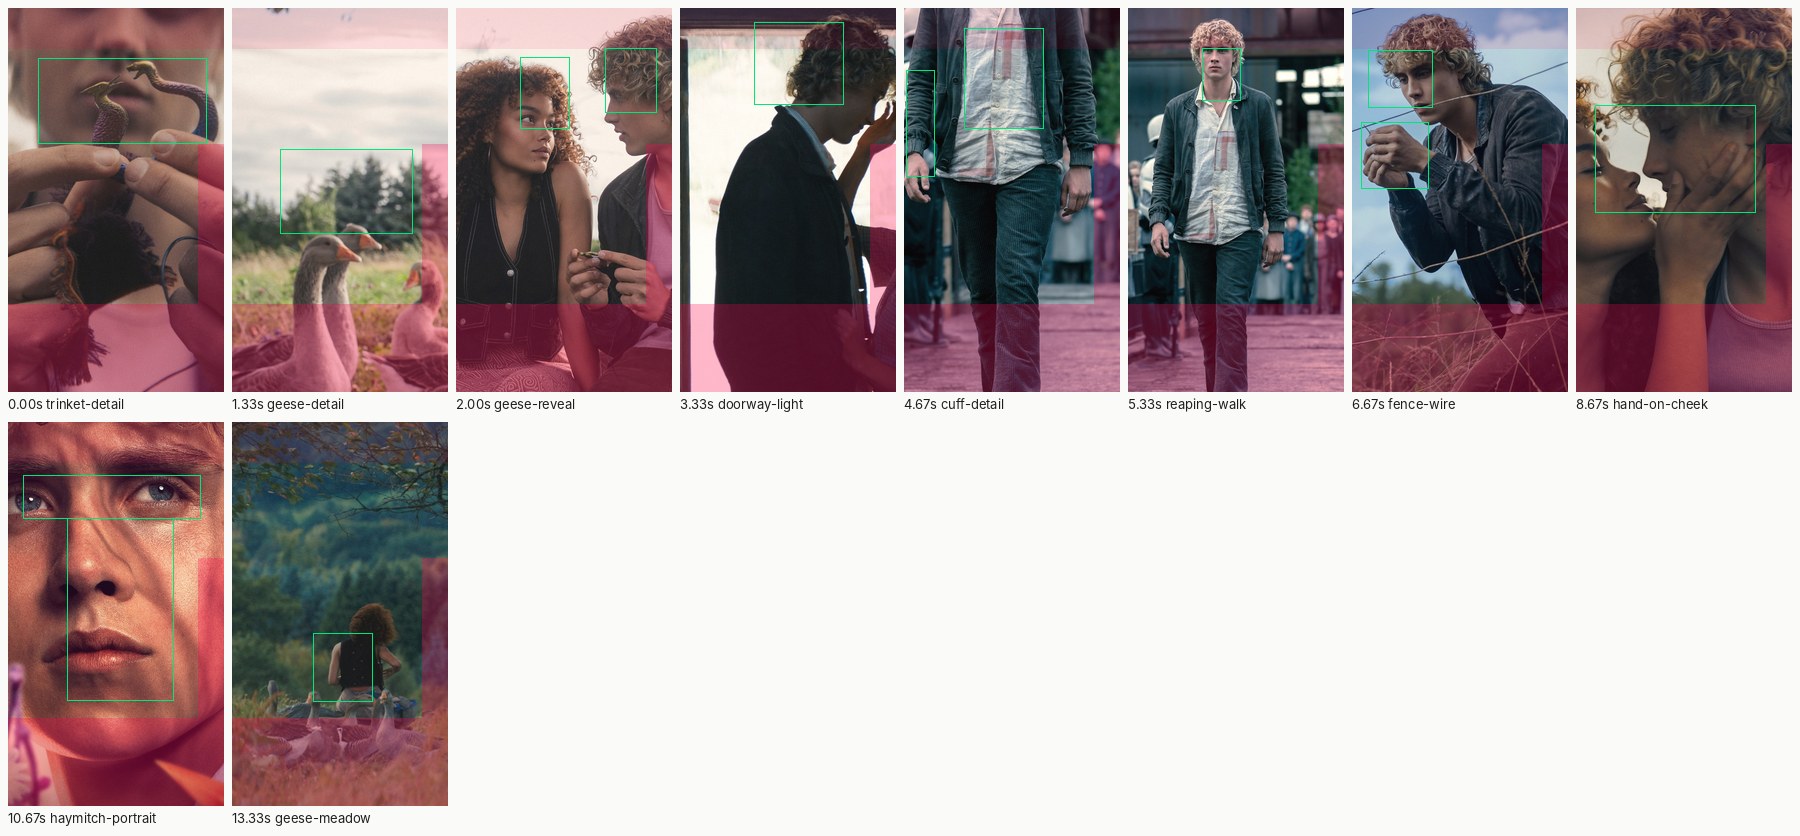 0.00s trinket-detail
1.33s geese-detail
2.00s geese-reveal
3.33s doorway-light
4.67s cuff-detail
5.33s reaping-walk
6.67s fence-wire
8.67s hand-on-cheek
10.67s haymitch-portrait
13.33s geese-meadow